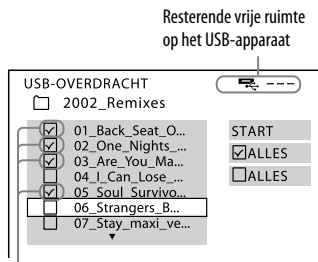 Resterende vrije ruimte
op het USB-apparaat
USB-OVERDRACHT
---
2002_Remixes
01_Back_Seat_O...
02_One_Nights_...
03_Are_You_Ma...
04_I_Can_Lose_...
05_Soul_Survivo...
06_Strangers_B...
07_Stay_maxi_ve...
START
ALLES
ALLES